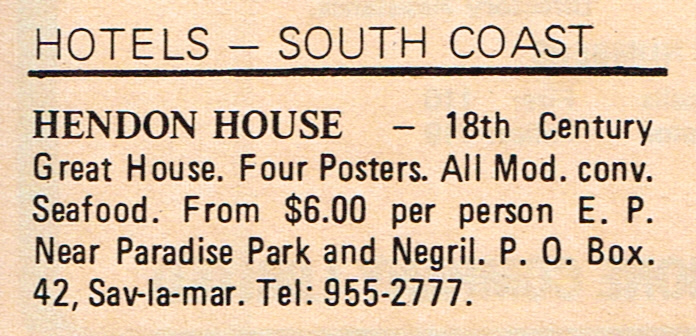 HOTELS — SOUTH COAST
HENDON HOUSE — 18th Century
Great House. Four Posters. All Mod. conv.
Seafood. From $6.00 per person E. P.
Near Paradise Park and Negril. P. O. Box.
42, Sav-la-mar. Tel: 955-2777.